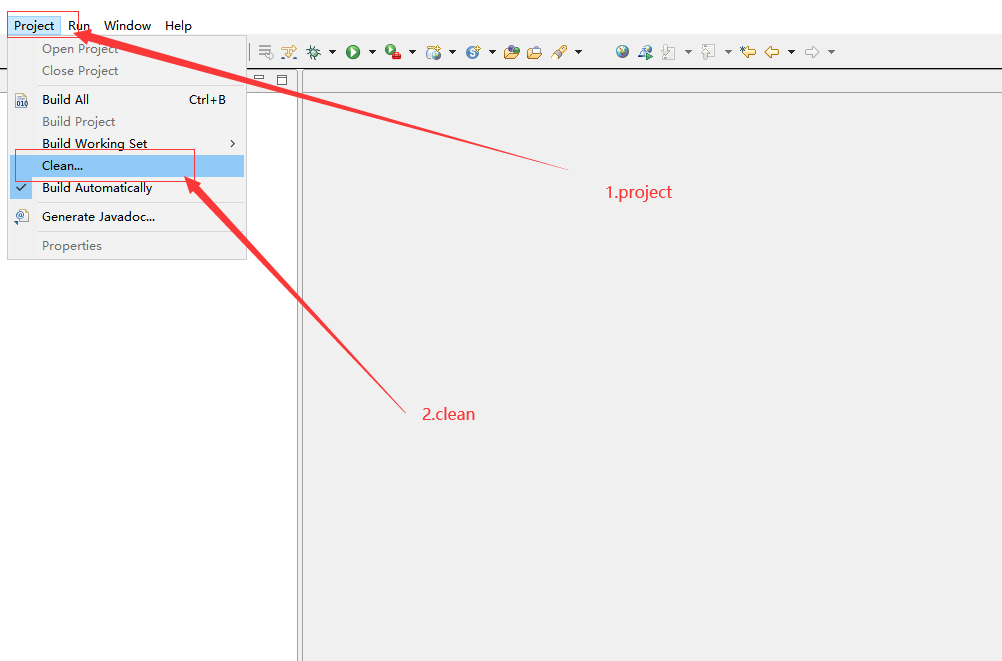 Project Run Window Help
Open Project
Close Project
Build All Ctrl+B
Build Project
Build Working Set
Clean...
Build Automatically
Generate Javadoc...
Properties
1.project
2.clean